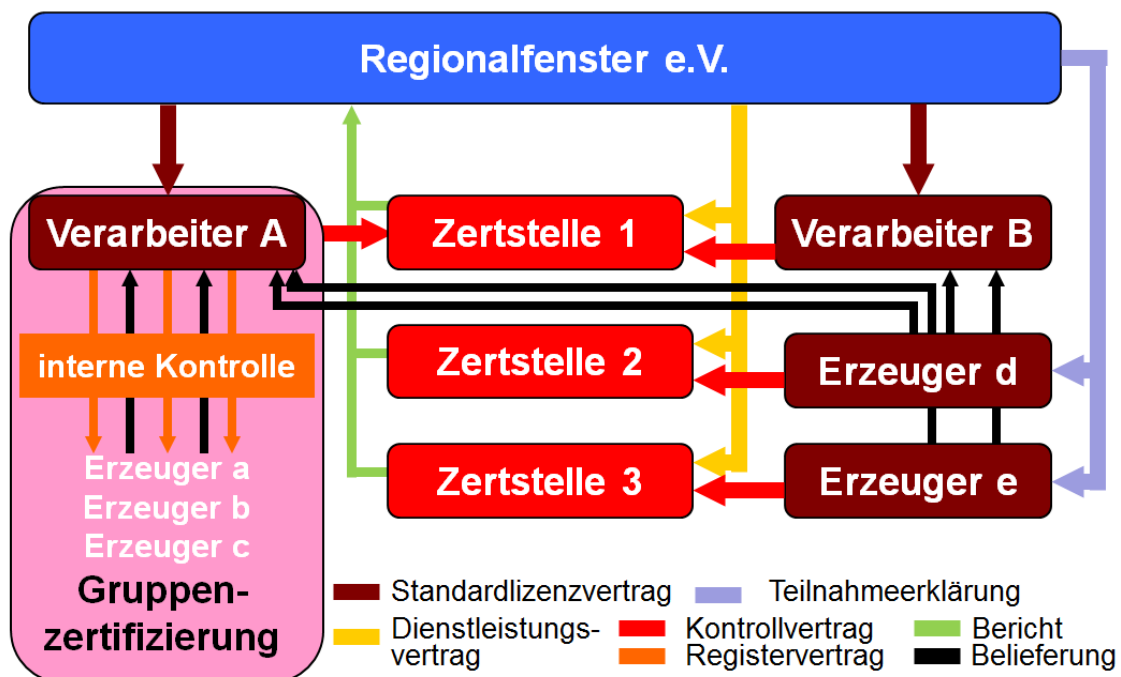 Regionalfenster e.V.
Verarbeiter A
Zertstelle 1
Verarbeiter B
interne Kontrolle
Zertstelle 2
Erzeuger d
Erzeuger a
Zertstelle 3
Erzeuger e
Erzeuger b
Erzeuger c
Gruppen-
zertifizierung
Standardlizenzvertrag
Teilnahmeerklärung
Dienstleistungs-
vertrag
Kontrollvertrag
Bericht
Registervertrag
Belieferung